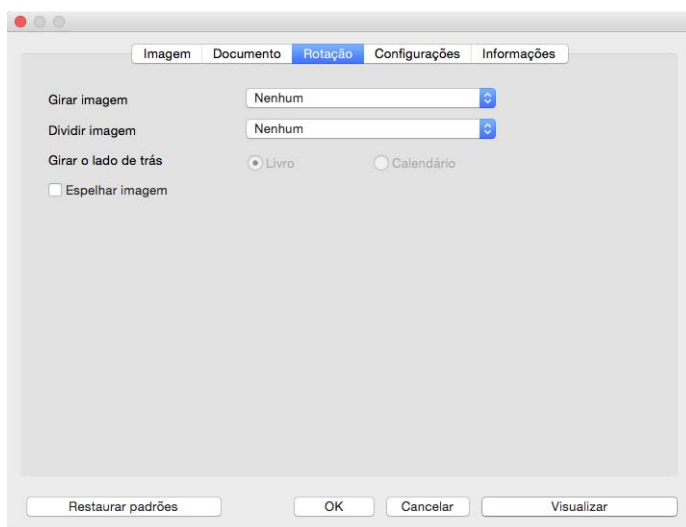 Imagem Documento Rotação Configurações Informações
Girar imagem Nenhum
Dividir imagem Nenhum
Girar o lado de trás Livro Calendário
Espelhar imagem
Restaurar padrões OK Cancelar Visualizar